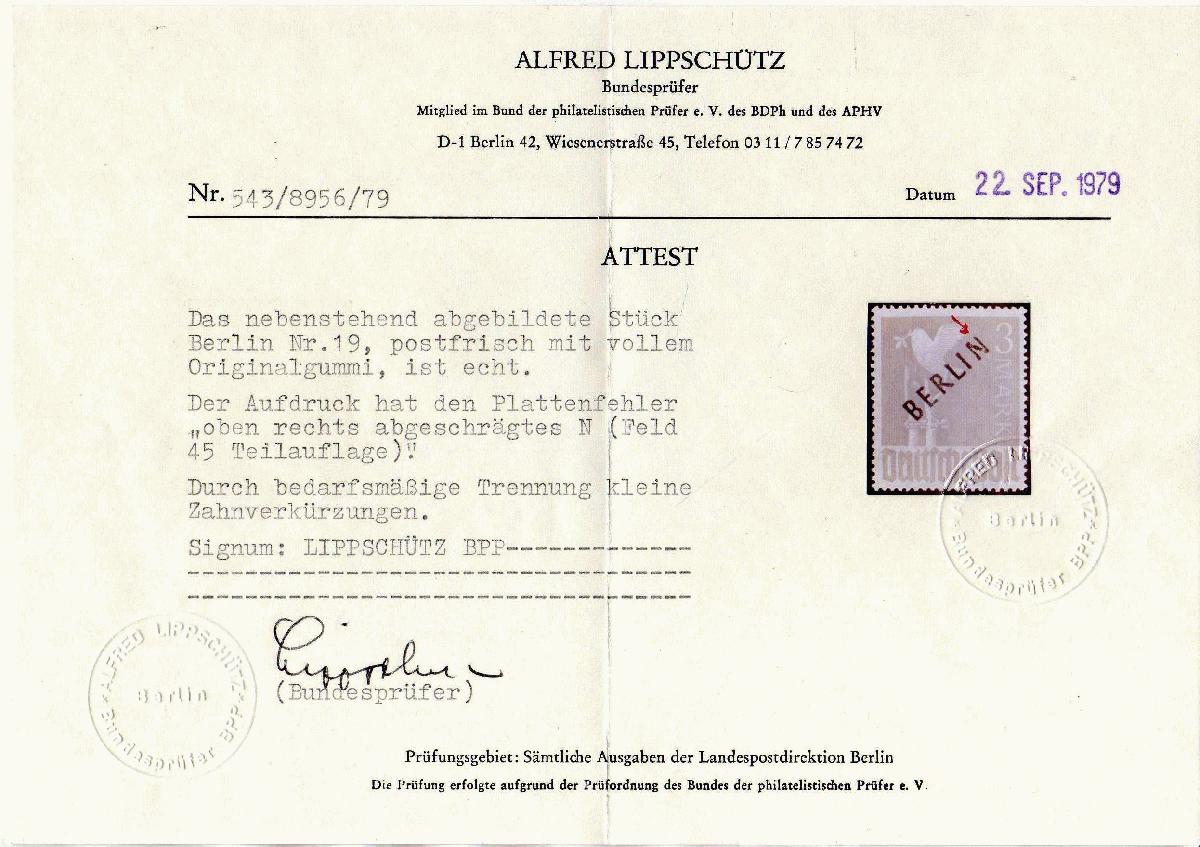 ALFRED LIPPSCHÜTZ
Bundesprüfer
Mitglied im Bund der philatelistischen Prüfer e. V. des BDPh und des APHV
D-1 Berlin 42, Wiesenerstraße 45, Telefon 03 11 / 7 85 74 72
Nr. 543/8956/79
Datum 22. SEP. 1979
ATTEST
Das nebenstehend abgebildete Stück
Berlin Nr.19, postfrisch mit vollem
Originalgummi, ist echt.
Der Aufdruck hat den Plattenfehler
„oben rechts abgeschrägtes N (Feld
45 Teilauflage)"
Durch bedarfsmäßige Trennung kleine
Zahnverkürzungen.
Signum: LIPPSCHÜTZ BPP-------------
3 MARK
BERLIN
ALFRED LIPPSCHÜTZ
Berlin
Bundesprüfer BPP
ALFRED LIPPSCHÜTZ
Berlin
Bundesprüfer BPP
(Bundesprüfer)
Prüfungsgebiet: Sämtliche Ausgaben der Landespostdirektion Berlin
Die Prüfung erfolgte aufgrund der Prüfordnung des Bundes der philatelistischen Prüfer e. V.